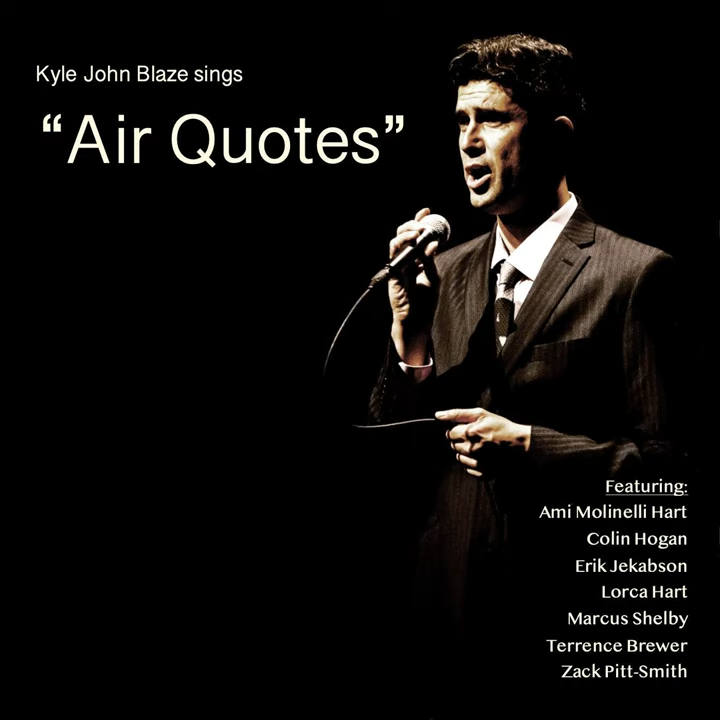 Kyle John Blaze sings
“Air Quotes”
Featuring:
Ami Molinelli Hart
Colin Hogan
Erik Jekabson
Lorca Hart
Marcus Shelby
Terrence Brewer
Zack Pitt-Smith